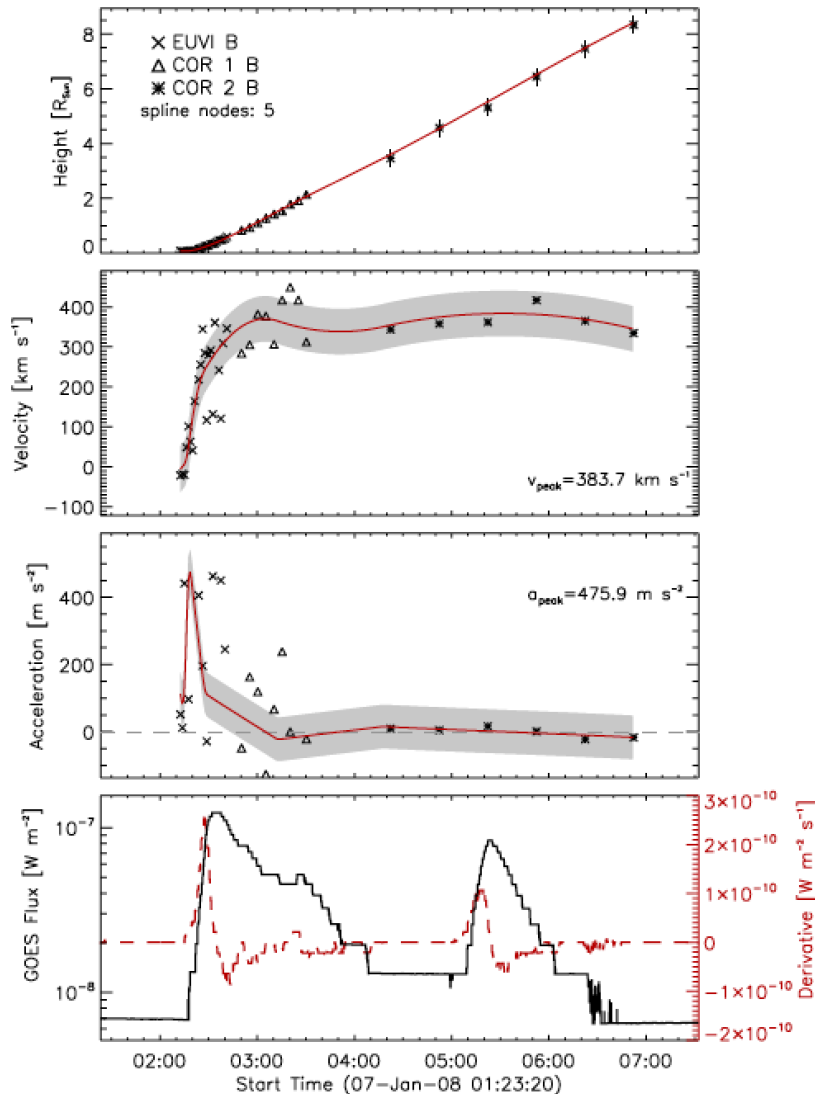 8
6
4
2
0
Height [R_Sun]
× EUVI B
△ COR 1 B
✳ COR 2 B
spline nodes: 5
400
300
200
100
0
−100
Velocity [km s⁻¹]
v_peak=383.7 km s⁻¹
400
200
0
Acceleration [m s⁻²]
a_peak=475.9 m s⁻²
10⁻⁷
10⁻⁸
GOES Flux [W m⁻²]
3×10⁻¹⁰
2×10⁻¹⁰
1×10⁻¹⁰
0
−1×10⁻¹⁰
−2×10⁻¹⁰
Derivative [W m⁻² s⁻¹]
02:00 03:00 04:00 05:00 06:00 07:00
Start Time (07-Jan-08 01:23:20)